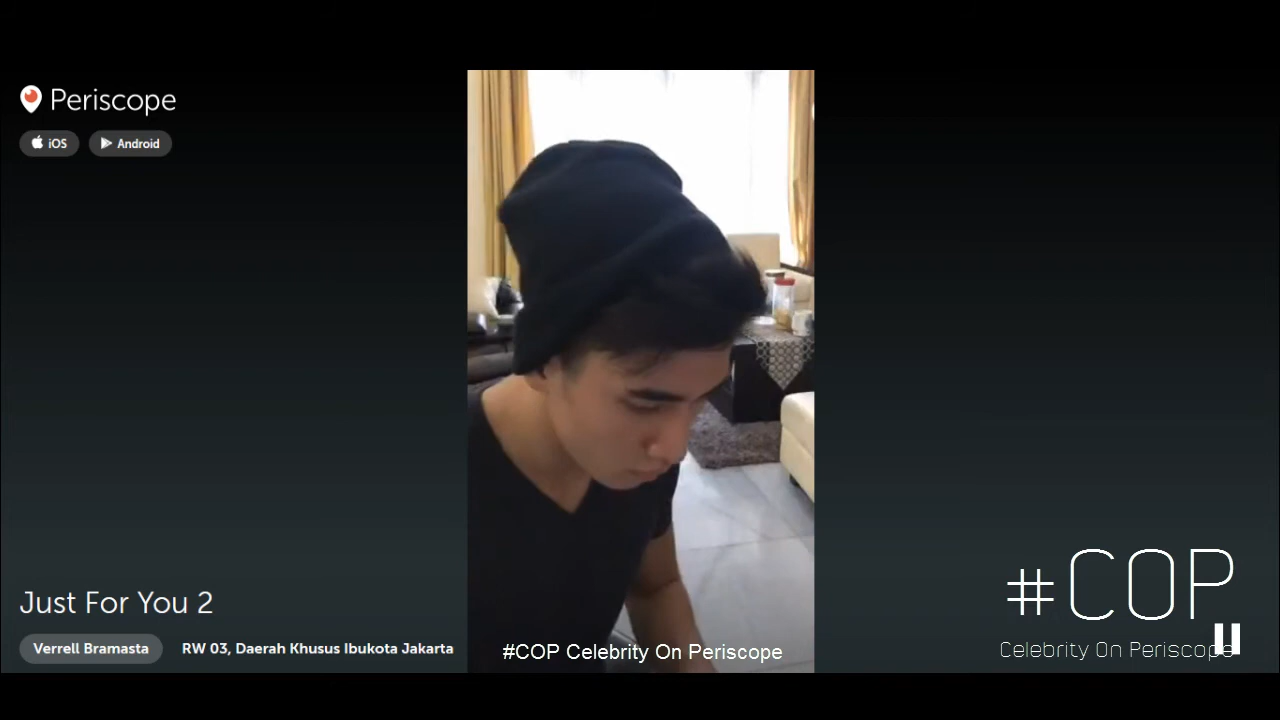 Periscope
iOS
Android
Just For You 2
Verrell Bramasta
RW 03, Daerah Khusus Ibukota Jakarta
#COP Celebrity On Periscope
#COP
Celebrity On Periscope